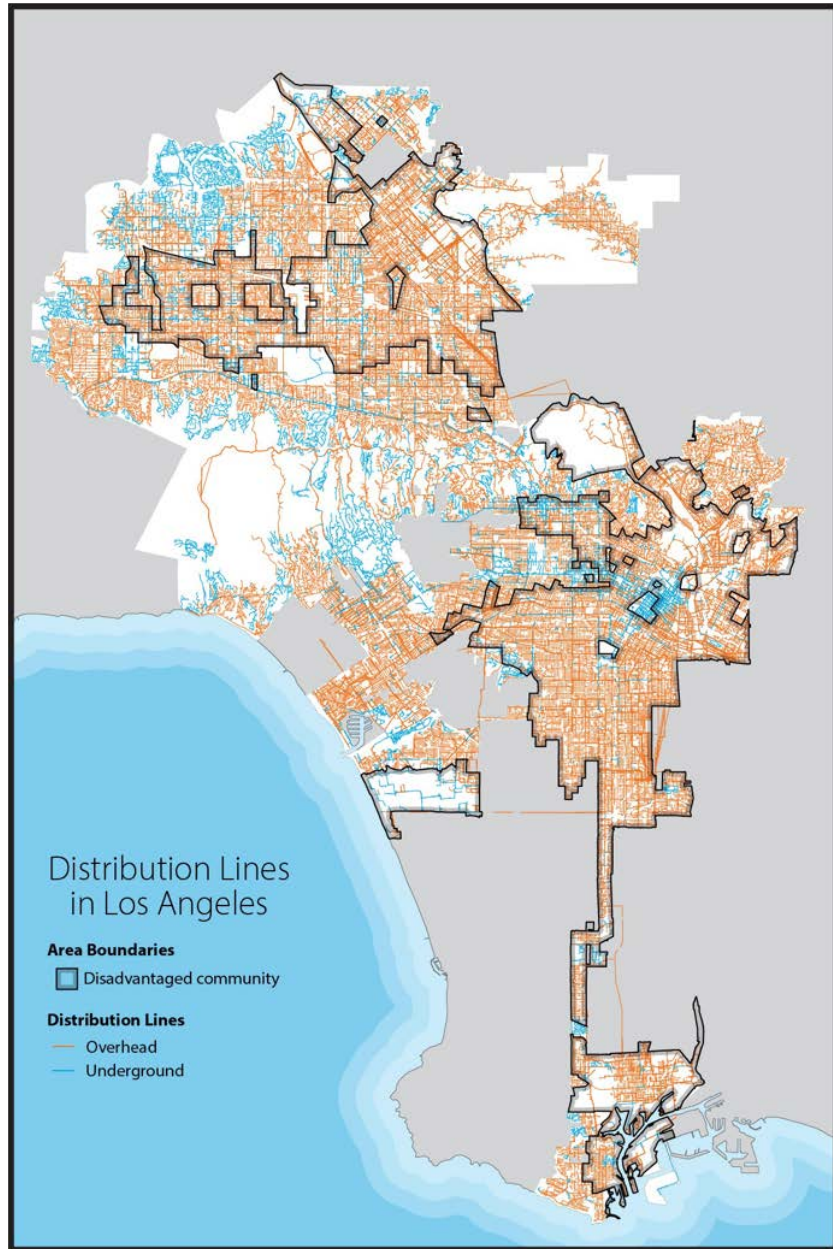 Distribution Lines
in Los Angeles
Area Boundaries
Disadvantaged community
Distribution Lines
Overhead
Underground